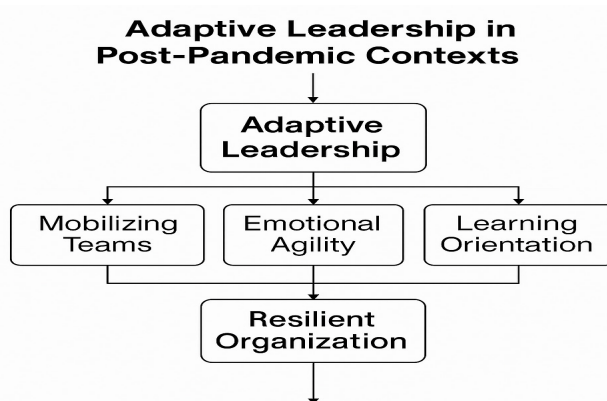 Adaptive Leadership in
Post-Pandemic Contexts
Adaptive
Leadership
Mobilizing
Teams
Emotional
Agility
Learning
Orientation
Resilient
Organization